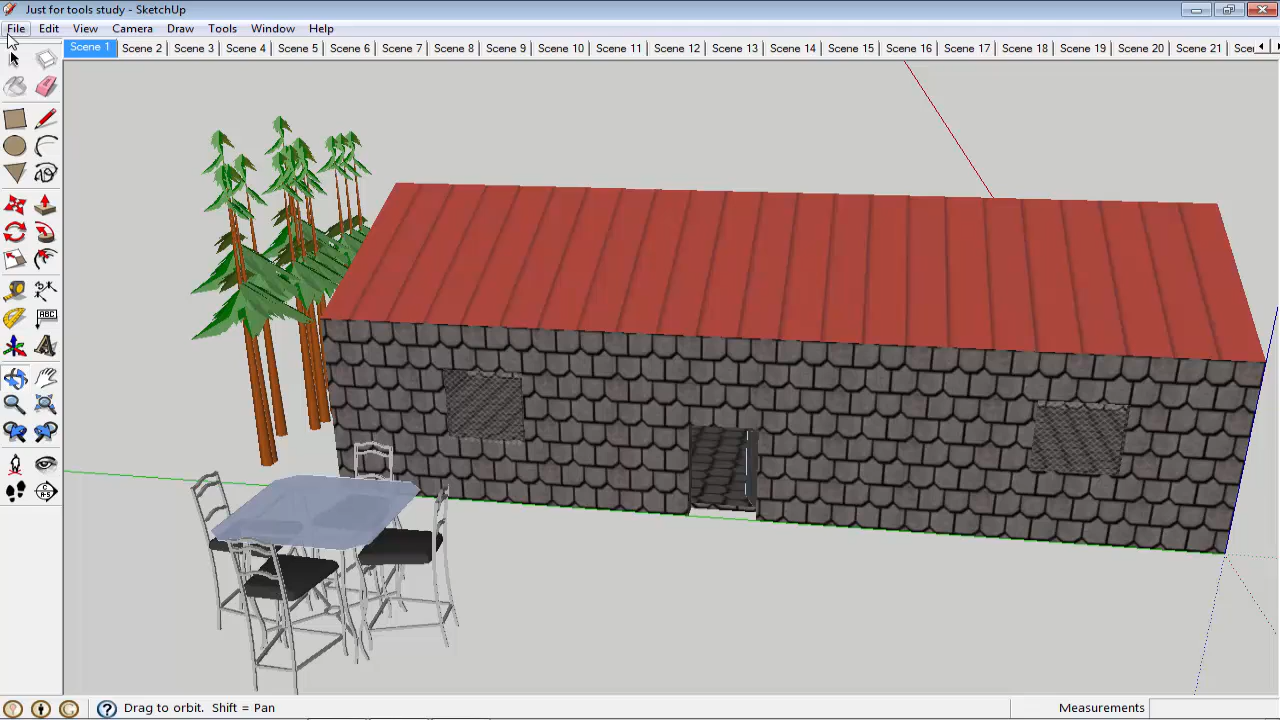 Just for tools study - SketchUp
File Edit View Camera Draw Tools Window Help
Scene 1 Scene 2 Scene 3 Scene 4 Scene 5 Scene 6 Scene 7 Scene 8 Scene 9 Scene 10 Scene 11 Scene 12 Scene 13 Scene 14 Scene 15 Scene 16 Scene 17 Scene 18 Scene 19 Scene 20 Scene 21 Sce
ABC
Drag to orbit. Shift = Pan Measurements